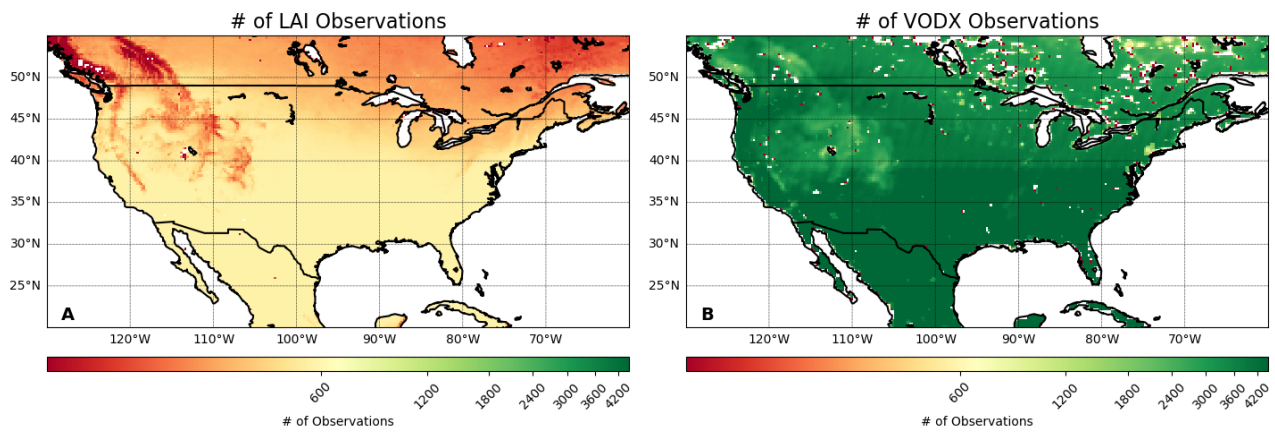 # of LAI Observations
50°N
45°N
40°N
35°N
30°N
25°N
A
120°W 110°W 100°W 90°W 80°W 70°W
600 1200 1800 2400 3000 3600 4200
# of Observations
# of VODX Observations
50°N
45°N
40°N
35°N
30°N
25°N
B
120°W 110°W 100°W 90°W 80°W 70°W
600 1200 1800 2400 3000 3600 4200
# of Observations